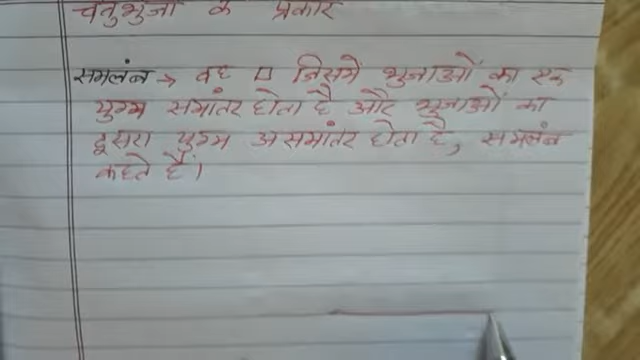 चतुर्भुजों के प्रकार
समलंब → वह □ जिसमें भुजाओं का एक
युग्म समांतर होता है और भुजाओं का
दूसरा युग्म असमांतर होता है, समलंब
कहते हैं।